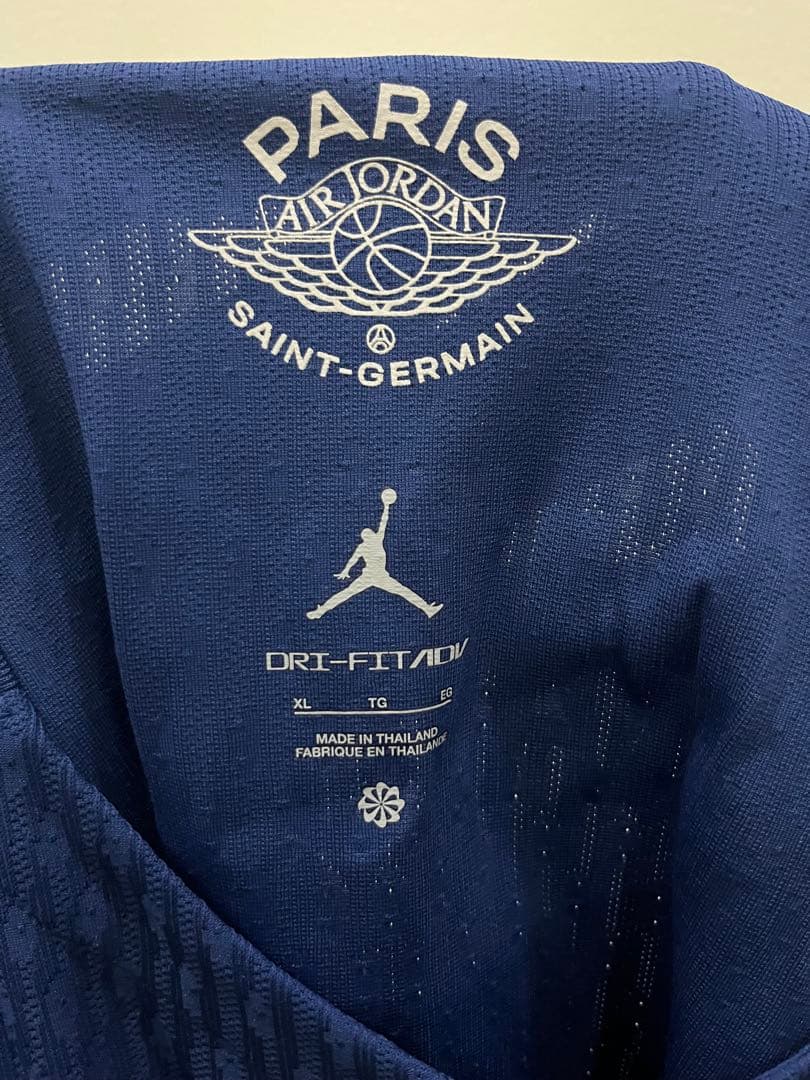 PARIS
AIR JORDAN
SAINT-GERMAIN
DRI-FIT ADV
XL TG EG
MADE IN THAILAND
FABRIQUE EN THAILANDE